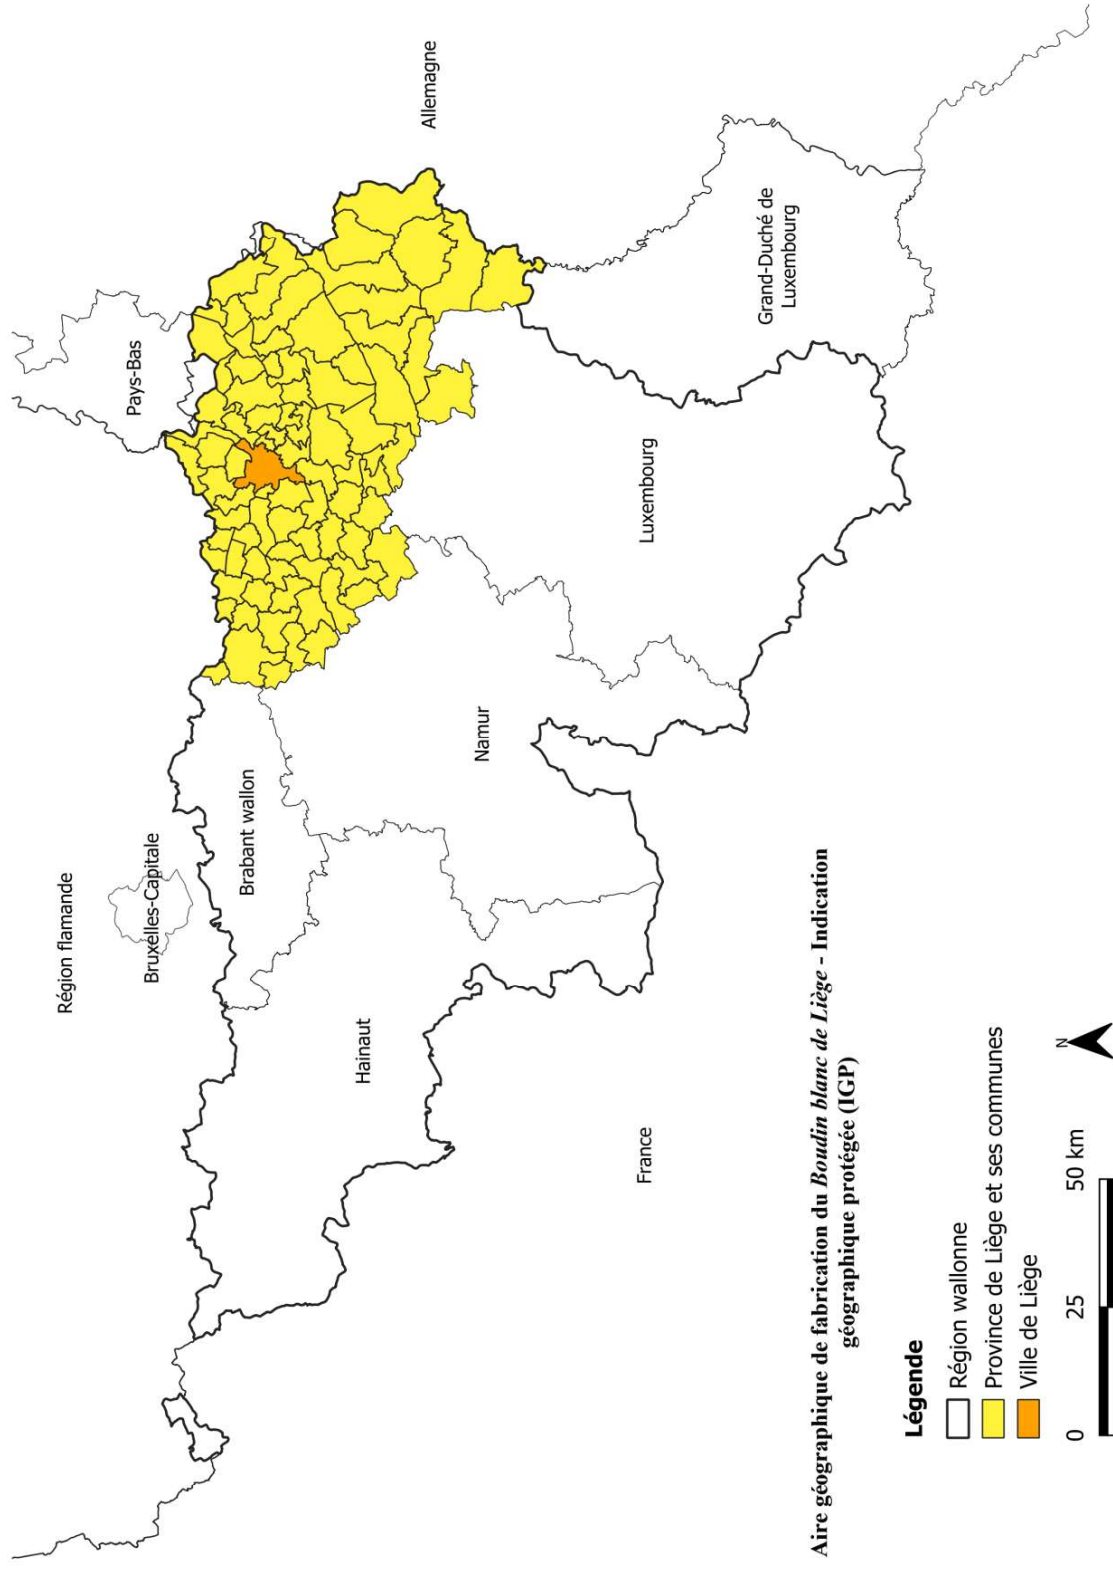 Région flamande
Bruxelles-Capitale
Pays-Bas
Allemagne
Brabant wallon
Hainaut
Namur
Luxembourg
Grand-Duché de
Luxembourg
France
Aire géographique de fabrication du Boudin blanc de Liège - Indication
géographique protégée (IGP)
Légende
Région wallonne
Province de Liège et ses communes
Ville de Liège
0 25 50 km
N